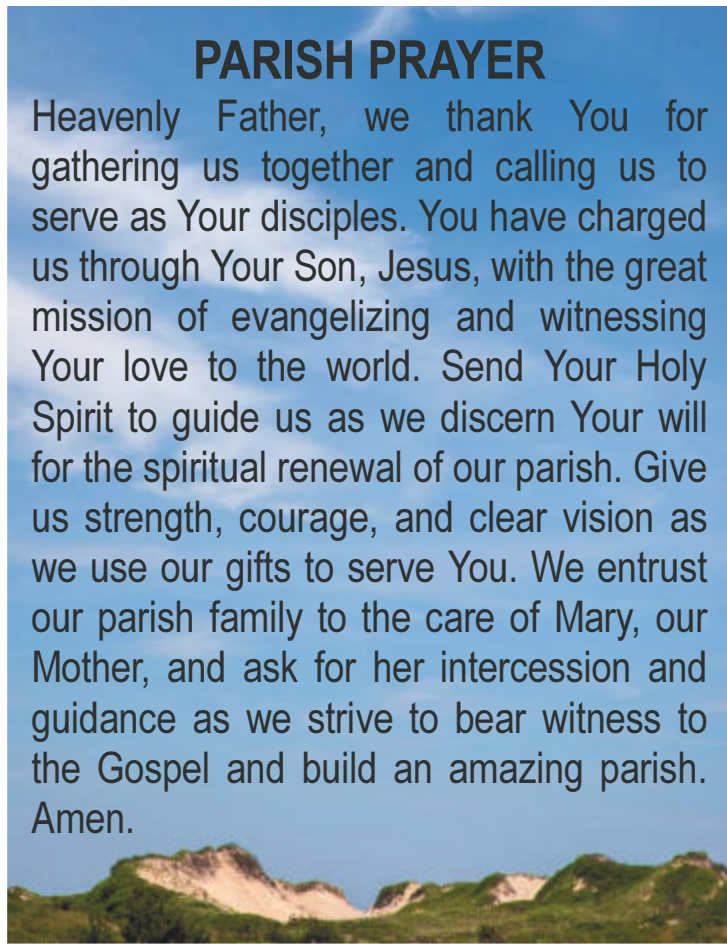 PARISH PRAYER
Heavenly Father, we thank You for
gathering us together and calling us to
serve as Your disciples. You have charged
us through Your Son, Jesus, with the great
mission of evangelizing and witnessing
Your love to the world. Send Your Holy
Spirit to guide us as we discern Your will
for the spiritual renewal of our parish. Give
us strength, courage, and clear vision as
we use our gifts to serve You. We entrust
our parish family to the care of Mary, our
Mother, and ask for her intercession and
guidance as we strive to bear witness to
the Gospel and build an amazing parish.
Amen.